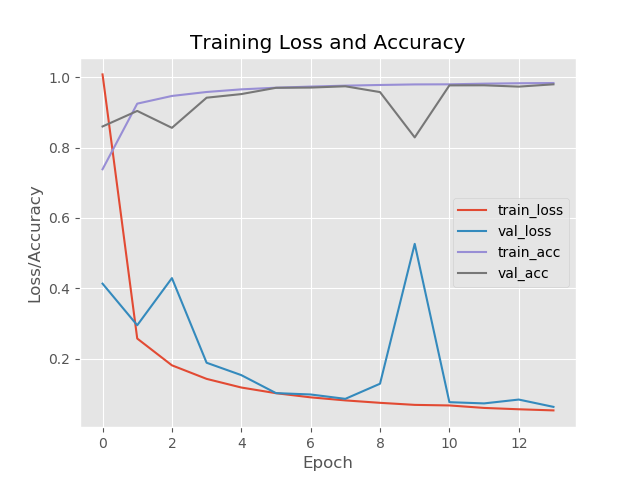 Training Loss and Accuracy
Loss/Accuracy
1.0
0.8
0.6
0.4
0.2
train_loss
val_loss
train_acc
val_acc
0 2 4 6 8 10 12
Epoch